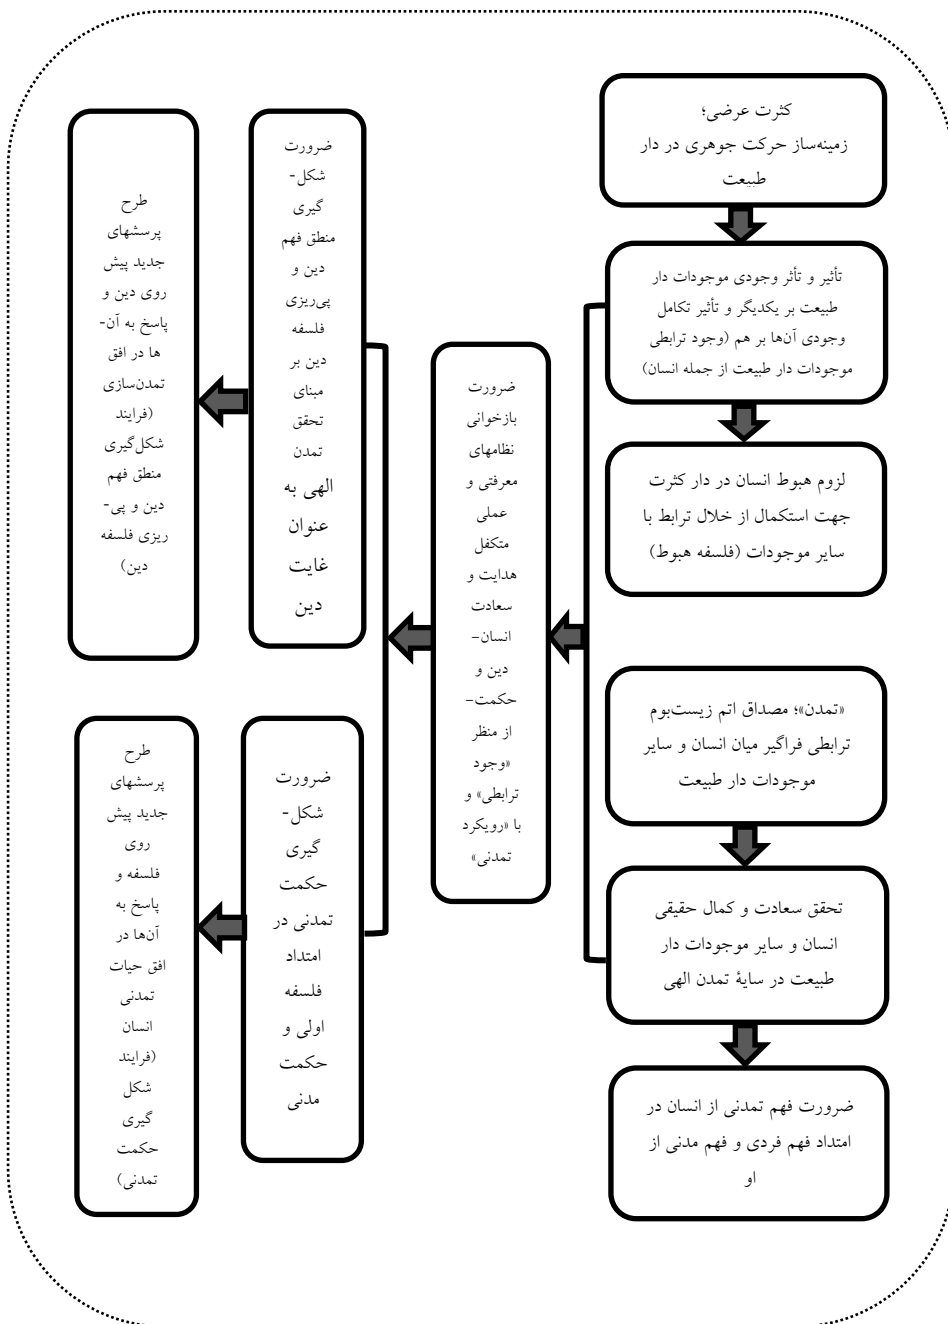 کثرت عرضی؛
زمینه‌ساز حرکت جوهری در دار
طبیعت
تأثیر و تأثر وجودی موجودات دار
طبیعت بر یکدیگر و تأثیر تکامل
وجودی آن‌ها بر هم (وجود ترابطی
موجودات دار طبیعت از جمله انسان)
لزوم هبوط انسان در دار کثرت
جهت استکمال از خلال ترابط با
سایر موجودات (فلسفه هبوط)
«تمدن»؛ مصداق اتم زیست‌بوم
ترابطی فراگیر میان انسان و سایر
موجودات دار طبیعت
تحقق سعادت و کمال حقیقی
انسان و سایر موجودات دار
طبیعت در سایۀ تمدن الهی
ضرورت فهم تمدنی از انسان در
امتداد فهم فردی و فهم مدنی از
او
ضرورت
بازخوانی
نظامهای
معرفتی و
عملی
متکفل
هدایت و
سعادت
انسان–
دین و
حکمت–
از منظر
«وجود
ترابطی» و
با «رویکرد
تمدنی»
ضرورت
شکل-
گیری
منطق فهم
دین و
پی‌ریزی
فلسفه
دین بر
مبنای
تحقق
تمدن
الهی به
عنوان
غایت
دین
طرح
پرسشهای
جدید پیش
روی دین و
پاسخ به آن-
ها در افق
تمدن‌سازی
(فرایند
شکل‌گیری
منطق فهم
دین و پی-
ریزی فلسفه
دین)
ضرورت
شکل-
گیری
حکمت
تمدنی در
امتداد
فلسفه
اولی و
حکمت
مدنی
طرح
پرسشهای
جدید پیش
روی
فلسفه و
پاسخ به
آن‌ها در
افق حیات
تمدنی
انسان
(فرایند
شکل
گیری
حکمت
تمدنی)